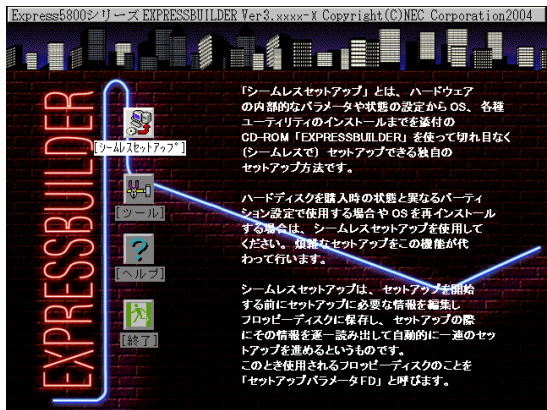 Express5800シリーズ EXPRESSBUILDER Ver3.xxxx-X Copyright(C)NEC Corporation2004
EXPRESSBUILDER
[シームレスセットアップ]
[ツール]
[ヘルプ]
[終了]
「シームレスセットアップ」とは、ハードウェア
の内部的なパラメータや状態の設定から OS、各種
ユーティリティのインストールまでを添付の
CD-ROM「EXPRESSBUILDER」を使って切れ目なく
(シームレスで) セットアップできる独自の
セットアップ方法です。
ハードディスクを購入時の状態と異なるパーティ
ション設定で使用する場合や OS を再インストール
する場合は、シームレスセットアップを使用して
ください。煩雑なセットアップをこの機能が代
わって行います。
シームレスセットアップは、セットアップを開始
する前にセットアップに必要な情報を編集し
フロッピーディスクに保存し、セットアップの際
にその情報を逐一読み出して自動的に一連のセッ
トアップを進めるというものです。
このとき使用されるフロッピーディスクのことを
「セットアップパラメータFD」と呼びます。